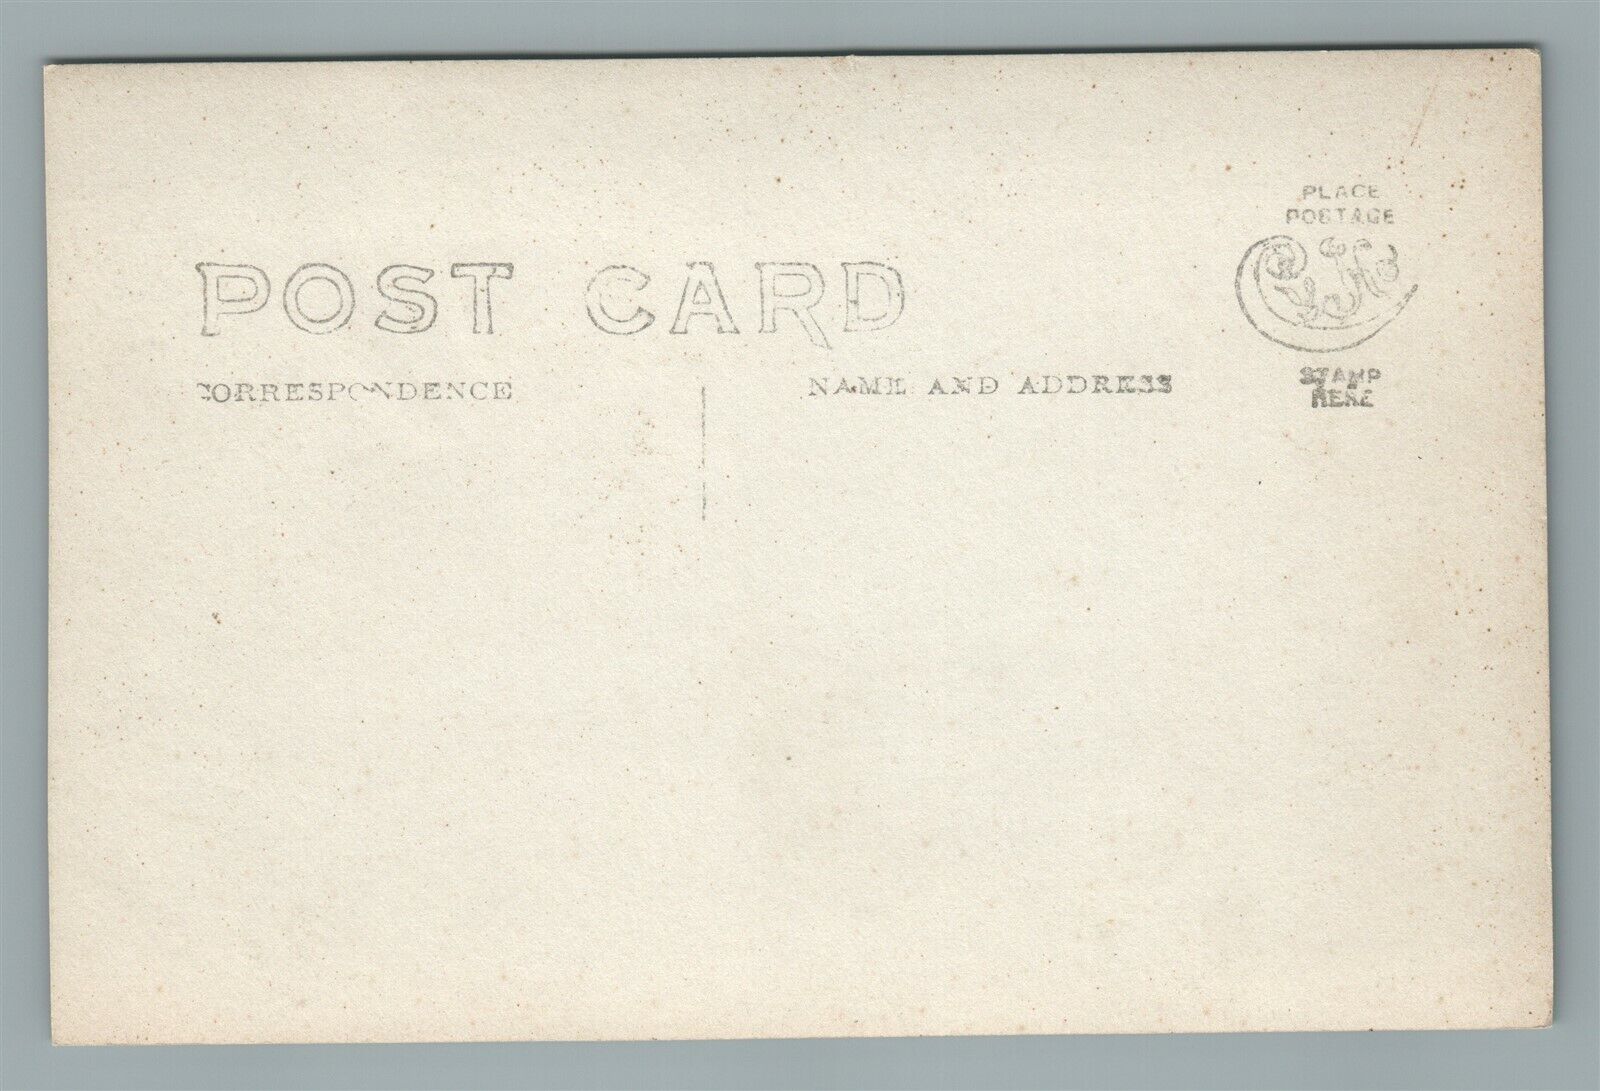 PLACE
POSTAGE
POST CARD
CORRESPONDENCE
NAME AND ADDRESS
STAMP
HERE